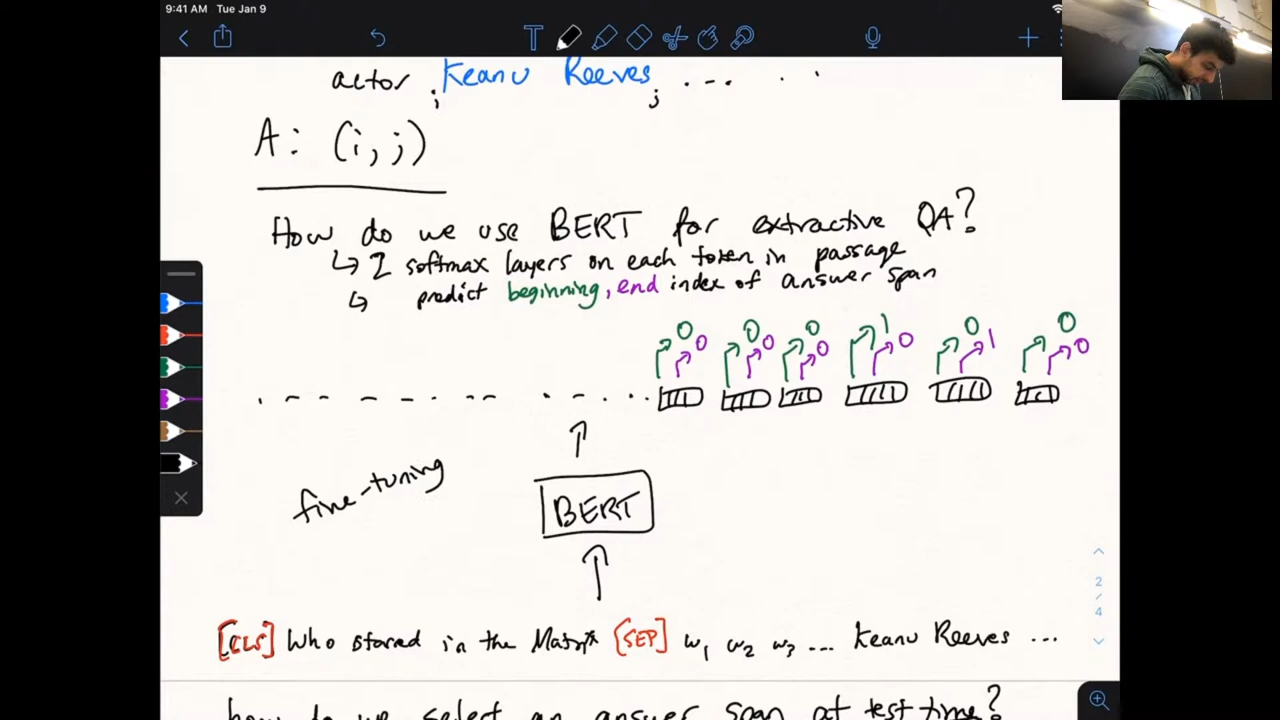 9:41 AM Tue Jan 9
actor, Keanu Reeves, ... . .
i j
A: (i, j)
How do we use BERT for extractive QA?
↳ 2 softmax layers on each token in passage
↳ predict beginning, end index of answer span
0 0 0 0 0 0 1 0 0 1 0 0
fine-tuning
BERT
[CLS] Who starred in the Matrix [SEP] w1 w2 w3 ... Keanu Reeves ...
how do we select an answer span at test time?
2
/
4